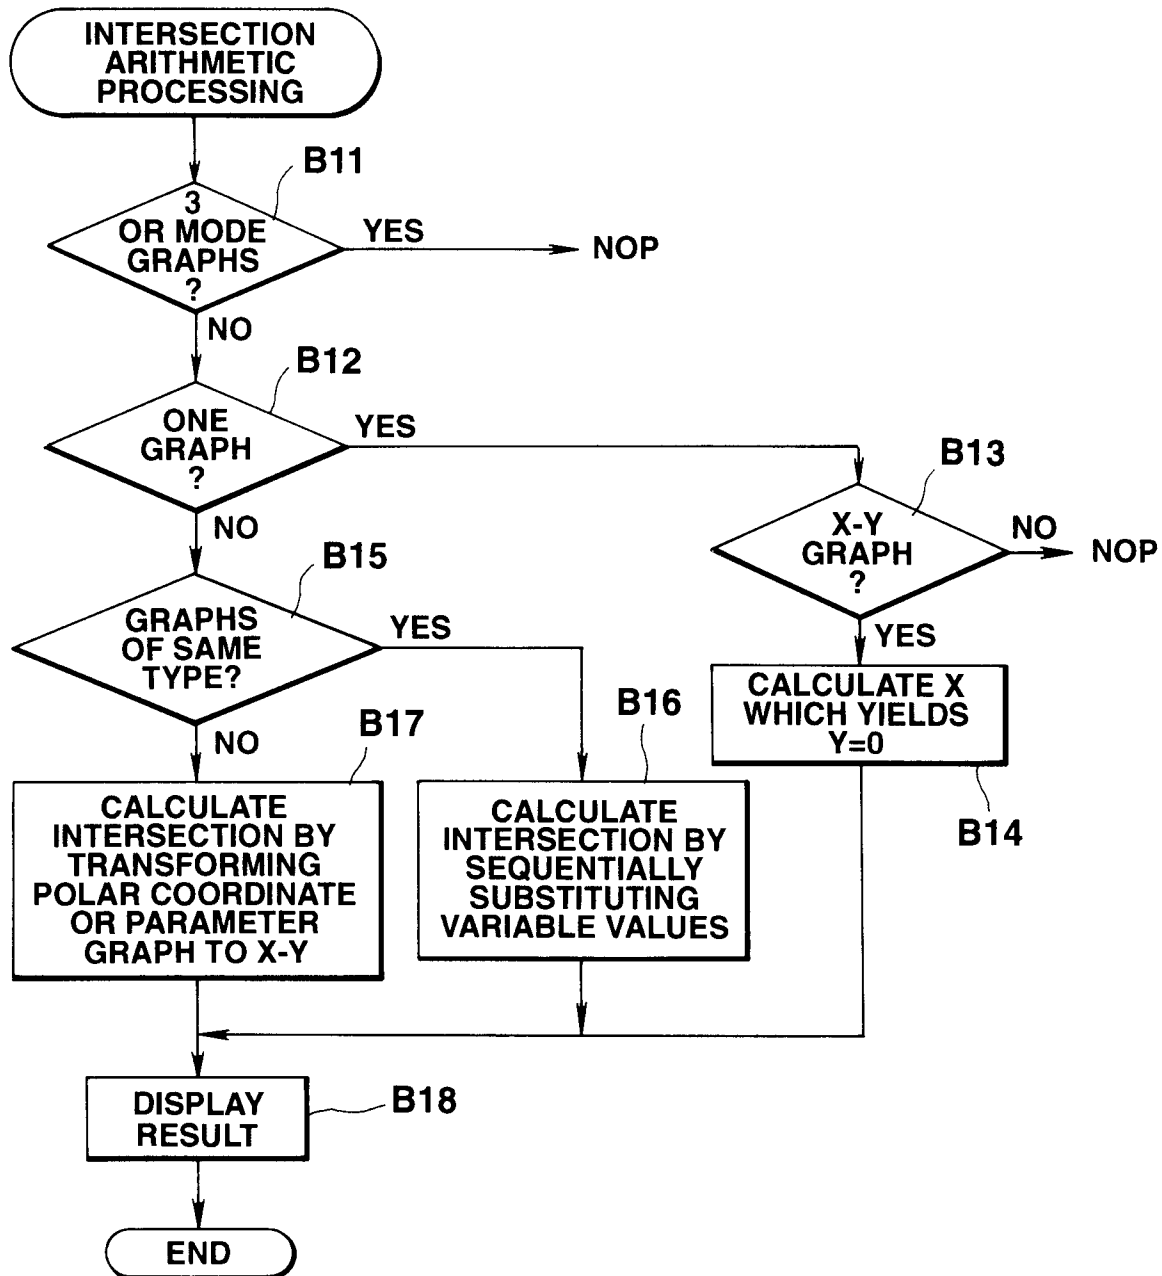 INTERSECTION
ARITHMETIC
PROCESSING
B11
3
OR MODE
GRAPHS
?
YES
NOP
NO
B12
ONE
GRAPH
?
YES
NO
B13
X-Y
GRAPH
?
NO
NOP
YES
B15
GRAPHS
OF SAME
TYPE?
YES
NO
CALCULATE X
WHICH YIELDS
Y=0
B14
B17
CALCULATE
INTERSECTION BY
TRANSFORMING
POLAR COORDINATE
OR PARAMETER
GRAPH TO X-Y
B16
CALCULATE
INTERSECTION BY
SEQUENTIALLY
SUBSTITUTING
VARIABLE VALUES
DISPLAY
RESULT
B18
END